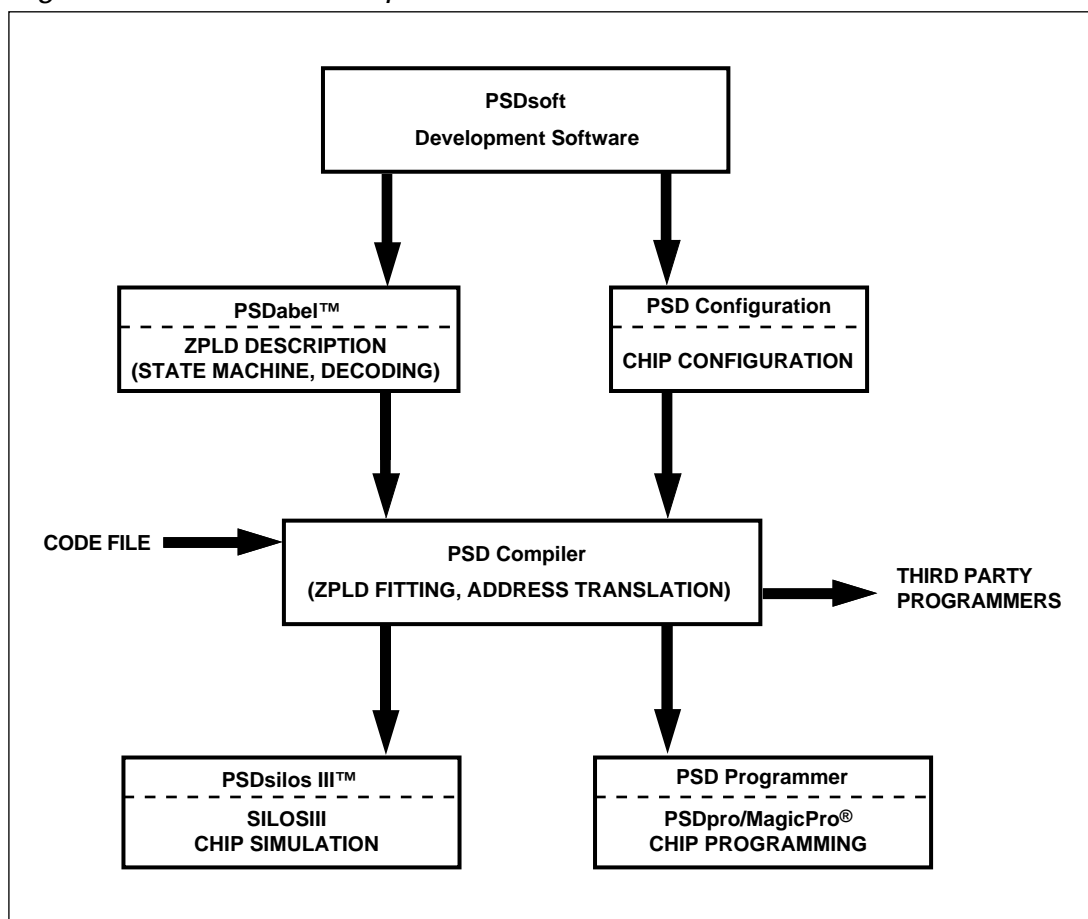 PSDsoft
Development Software
PSDabel™
ZPLD DESCRIPTION
(STATE MACHINE, DECODING)
PSD Configuration
CHIP CONFIGURATION
CODE FILE
PSD Compiler
(ZPLD FITTING, ADDRESS TRANSLATION)
THIRD PARTY
PROGRAMMERS
PSDsilos III™
SILOSIII
CHIP SIMULATION
PSD Programmer
PSDpro/MagicPro®
CHIP PROGRAMMING